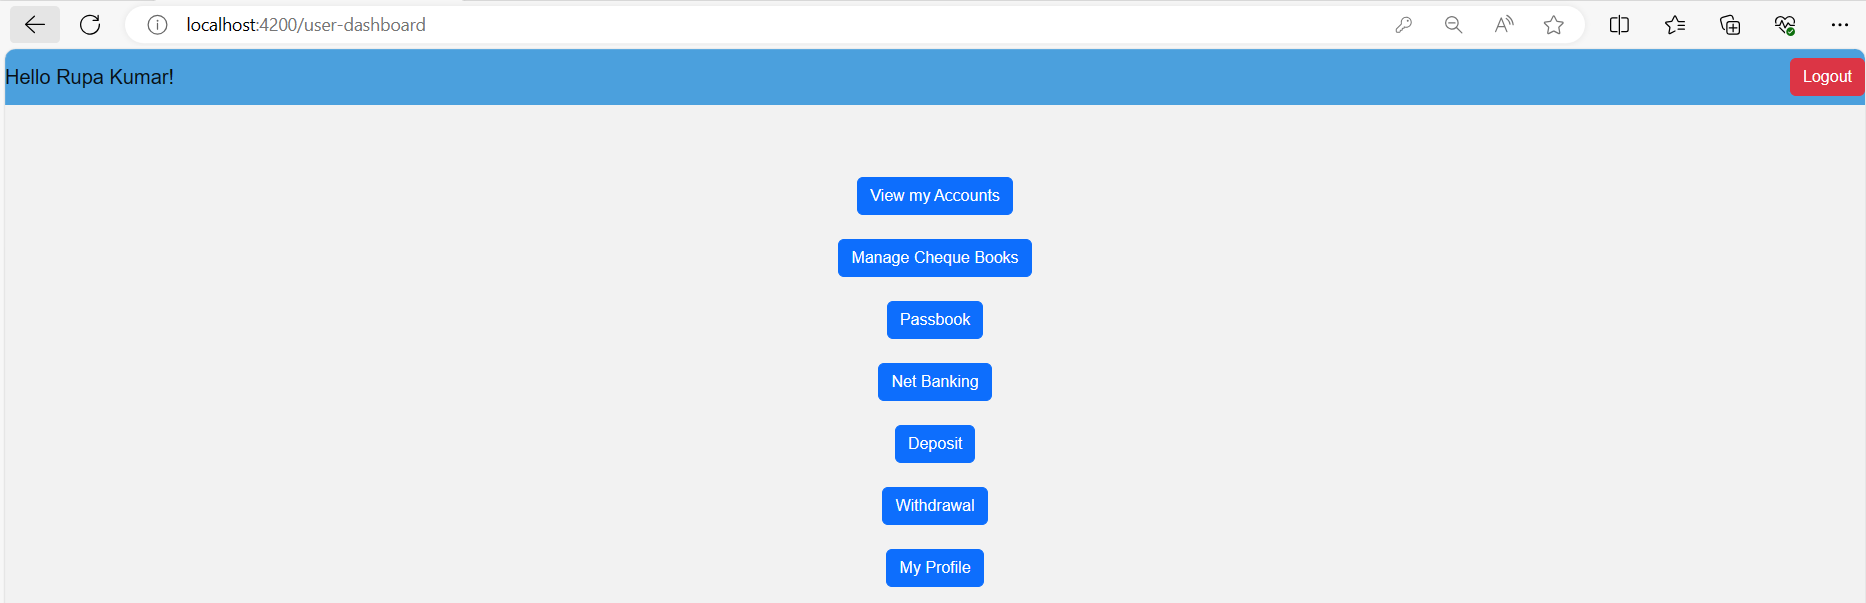 localhost:4200/user-dashboard
Hello Rupa Kumar!
Logout
View my Accounts
Manage Cheque Books
Passbook
Net Banking
Deposit
Withdrawal
My Profile